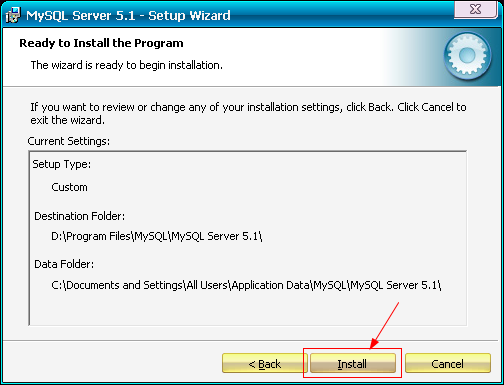 MySQL Server 5.1 - Setup Wizard
Ready to Install the Program
The wizard is ready to begin installation.
If you want to review or change any of your installation settings, click Back. Click Cancel to
exit the wizard.
Current Settings:
Setup Type:
Custom
Destination Folder:
D:\Program Files\MySQL\MySQL Server 5.1\
Data Folder:
C:\Documents and Settings\All Users\Application Data\MySQL\MySQL Server 5.1\
< Back
Install
Cancel